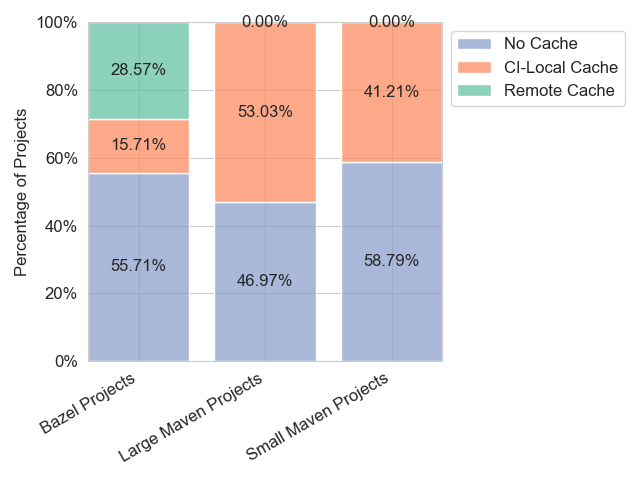 100%
80%
60%
40%
20%
0%
Percentage of Projects
28.57%
15.71%
55.71%
0.00%
53.03%
46.97%
0.00%
41.21%
58.79%
Bazel Projects
Large Maven Projects
Small Maven Projects
No Cache
CI-Local Cache
Remote Cache